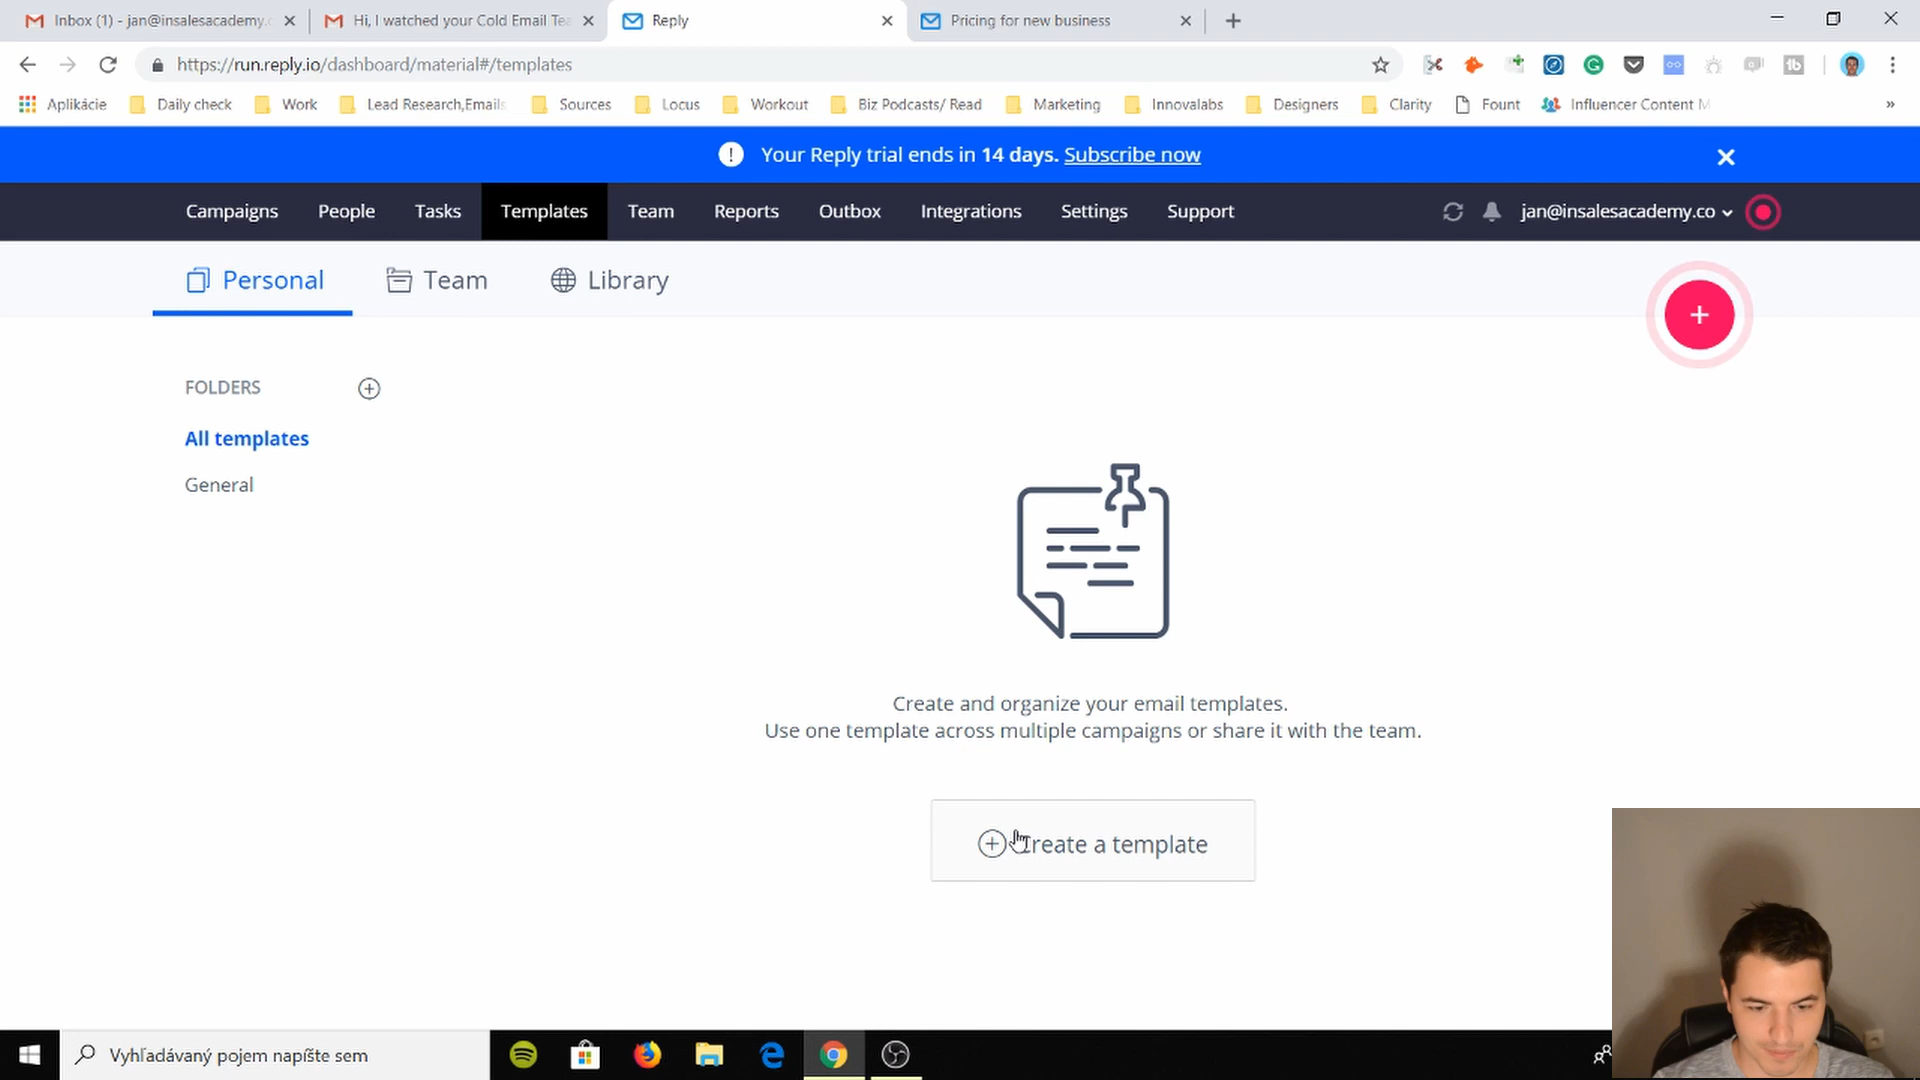 Inbox (1) - jan@insalesacademy.c
Hi, I watched your Cold Email Te
Reply
Pricing for new business
https://run.reply.io/dashboard/material#/templates
Aplikácie
Daily check
Work
Lead Research,Emails
Sources
Locus
Workout
Biz Podcasts/ Read
Marketing
Innovalabs
Designers
Clarity
Fount
Influencer Content M
»
! Your Reply trial ends in 14 days. Subscribe now
Campaigns
People
Tasks
Templates
Team
Reports
Outbox
Integrations
Settings
Support
jan@insalesacademy.co
Personal
Team
Library
FOLDERS
All templates
General
Create and organize your email templates.
Use one template across multiple campaigns or share it with the team.
Create a template
Vyhľadávaný pojem napíšte sem